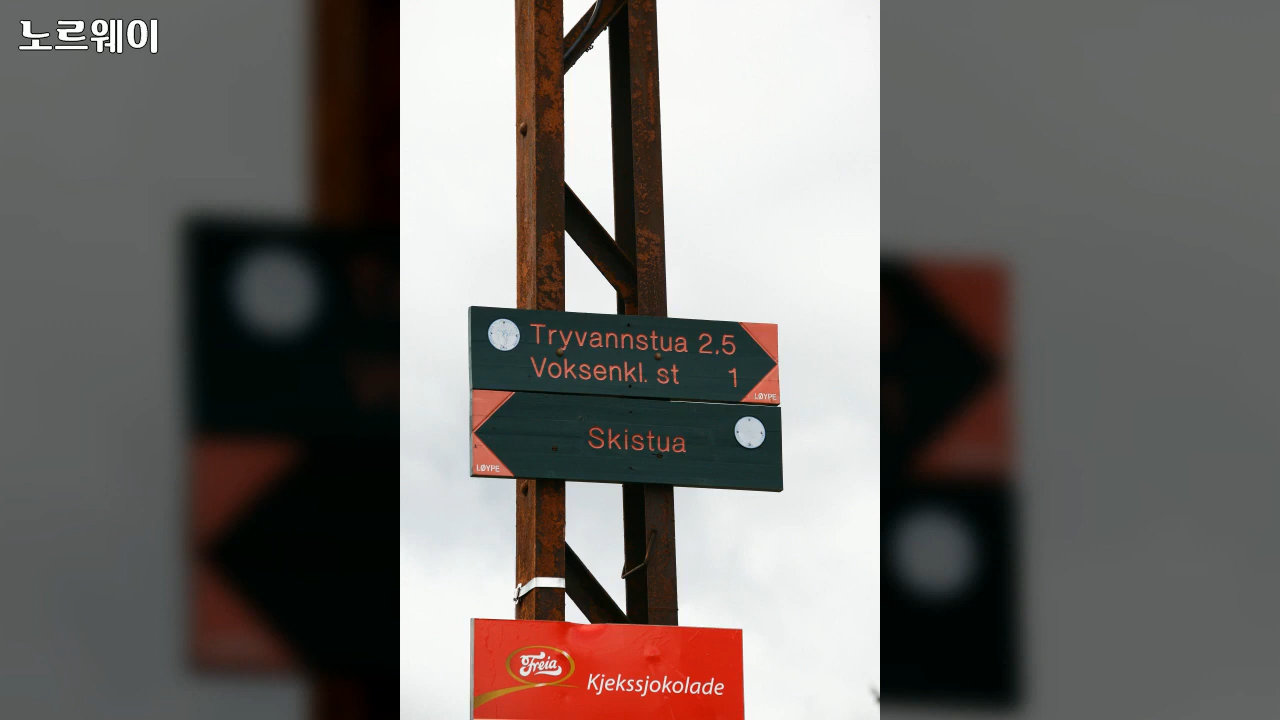 노르웨이
Tryvannstua 2,5
Voksenkl. st 1
LØYPE
Skistua
LØYPE
Freia
Kjekssjokolade